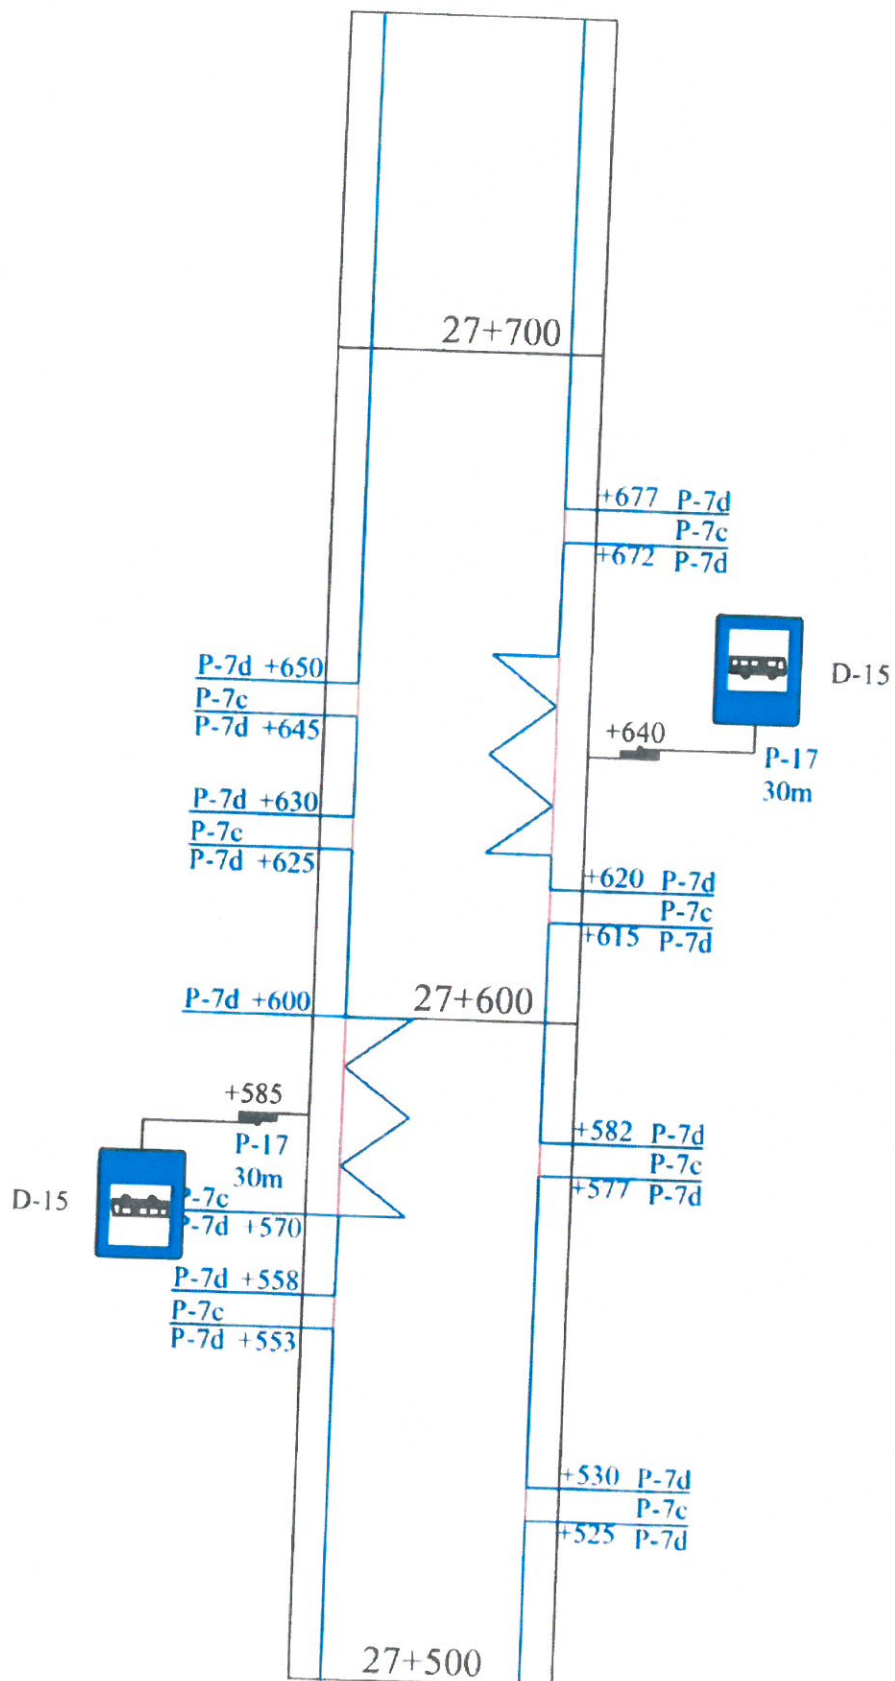 27+700
+677 P-7d
P-7c
+672 P-7d
D-15
P-7d +650
P-7c
P-7d +645
+640
P-17
30m
P-7d +630
P-7c
P-7d +625
+620 P-7d
P-7c
+615 P-7d
P-7d +600
27+600
+585
P-17
30m
+582 P-7d
P-7c
+577 P-7d
D-15
P-7c
P-7d +570
P-7d +558
P-7c
P-7d +553
+530 P-7d
P-7c
+525 P-7d
27+500